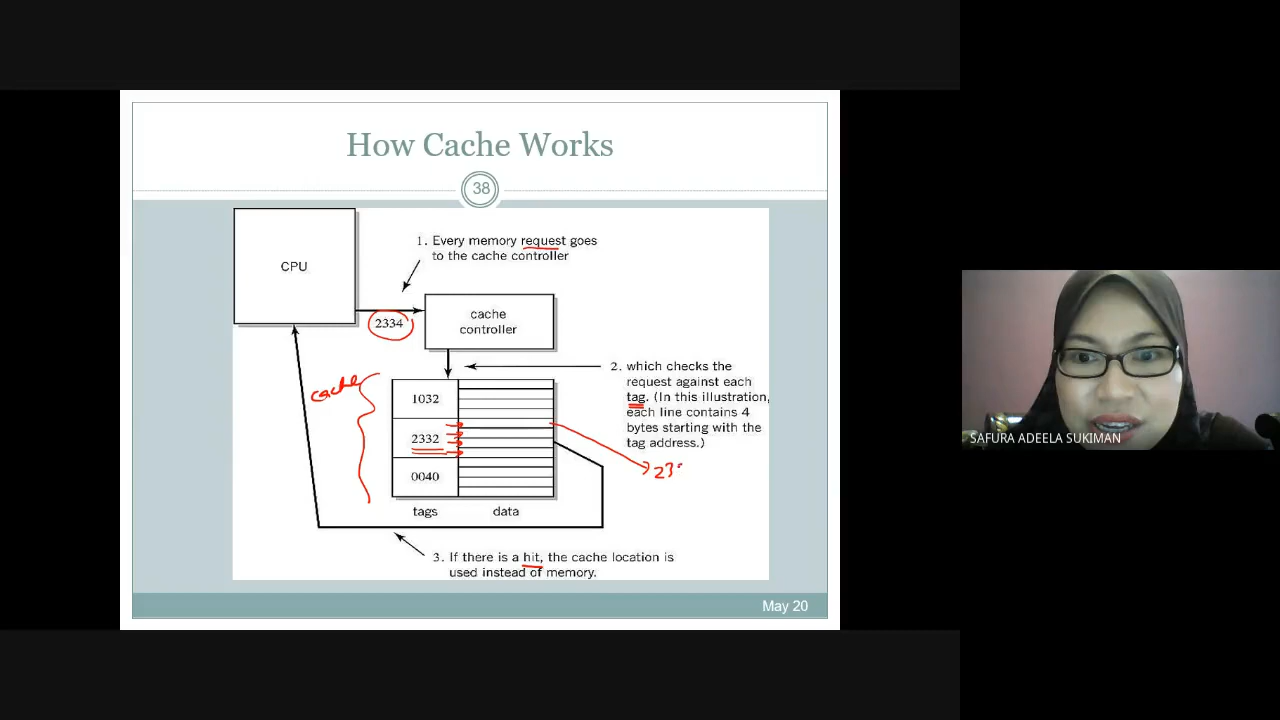 How Cache Works
38
1. Every memory request goes
to the cache controller
CPU
cache
controller
2334
2. which checks the
request against each
tag. (In this illustration,
each line contains 4
bytes starting with the
tag address.)
cache
1032
2332
0040
23
tags data
3. If there is a hit, the cache location is
used instead of memory.
May 20
SAFURA ADEELA SUKIMAN